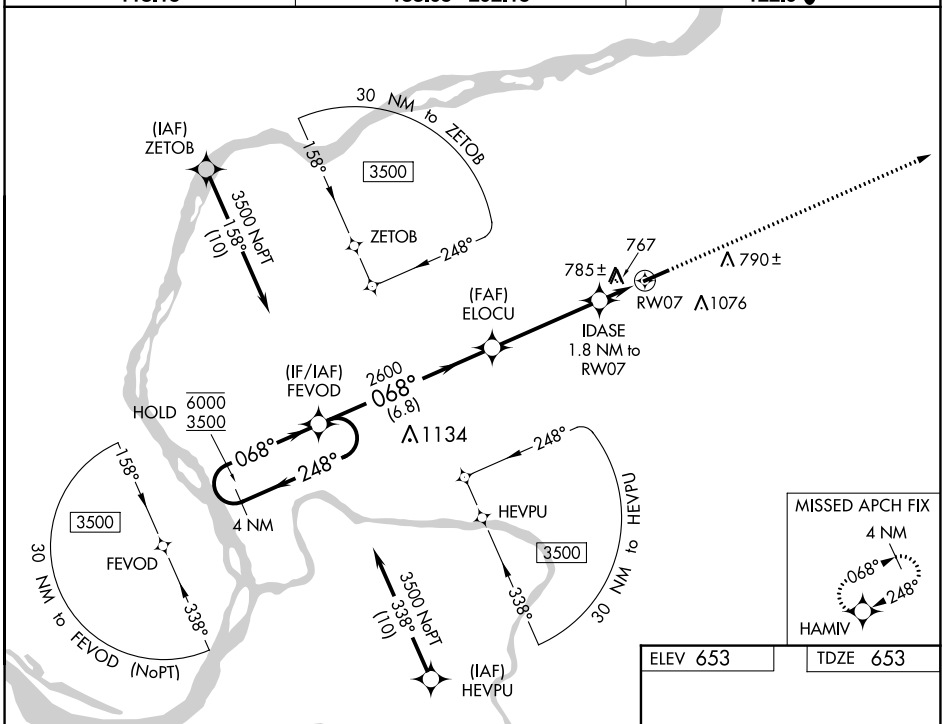 30 NM to ZETOB
(IAF)
ZETOB
158°
3500
3500 NoPT
158°
(10)
ZETOB
248°
767
785±
790±
(FAF)
ELOCU
RW07
1076
IDASE
1.8 NM to
RW07
(IF/IAF)
FEVOD
2600
068°
(6.8)
HOLD
6000
3500
1134
068°
248°
248°
158°
4 NM
HEVPU
MISSED APCH FIX
3500
3500
4 NM
FEVOD
30 NM to HEVPU
068°
248°
338°
3500 NoPT
338°
(10)
338°
HAMIV
30 NM to FEVOD (NoPT)
(IAF)
HEVPU
ELEV 653
TDZE 653